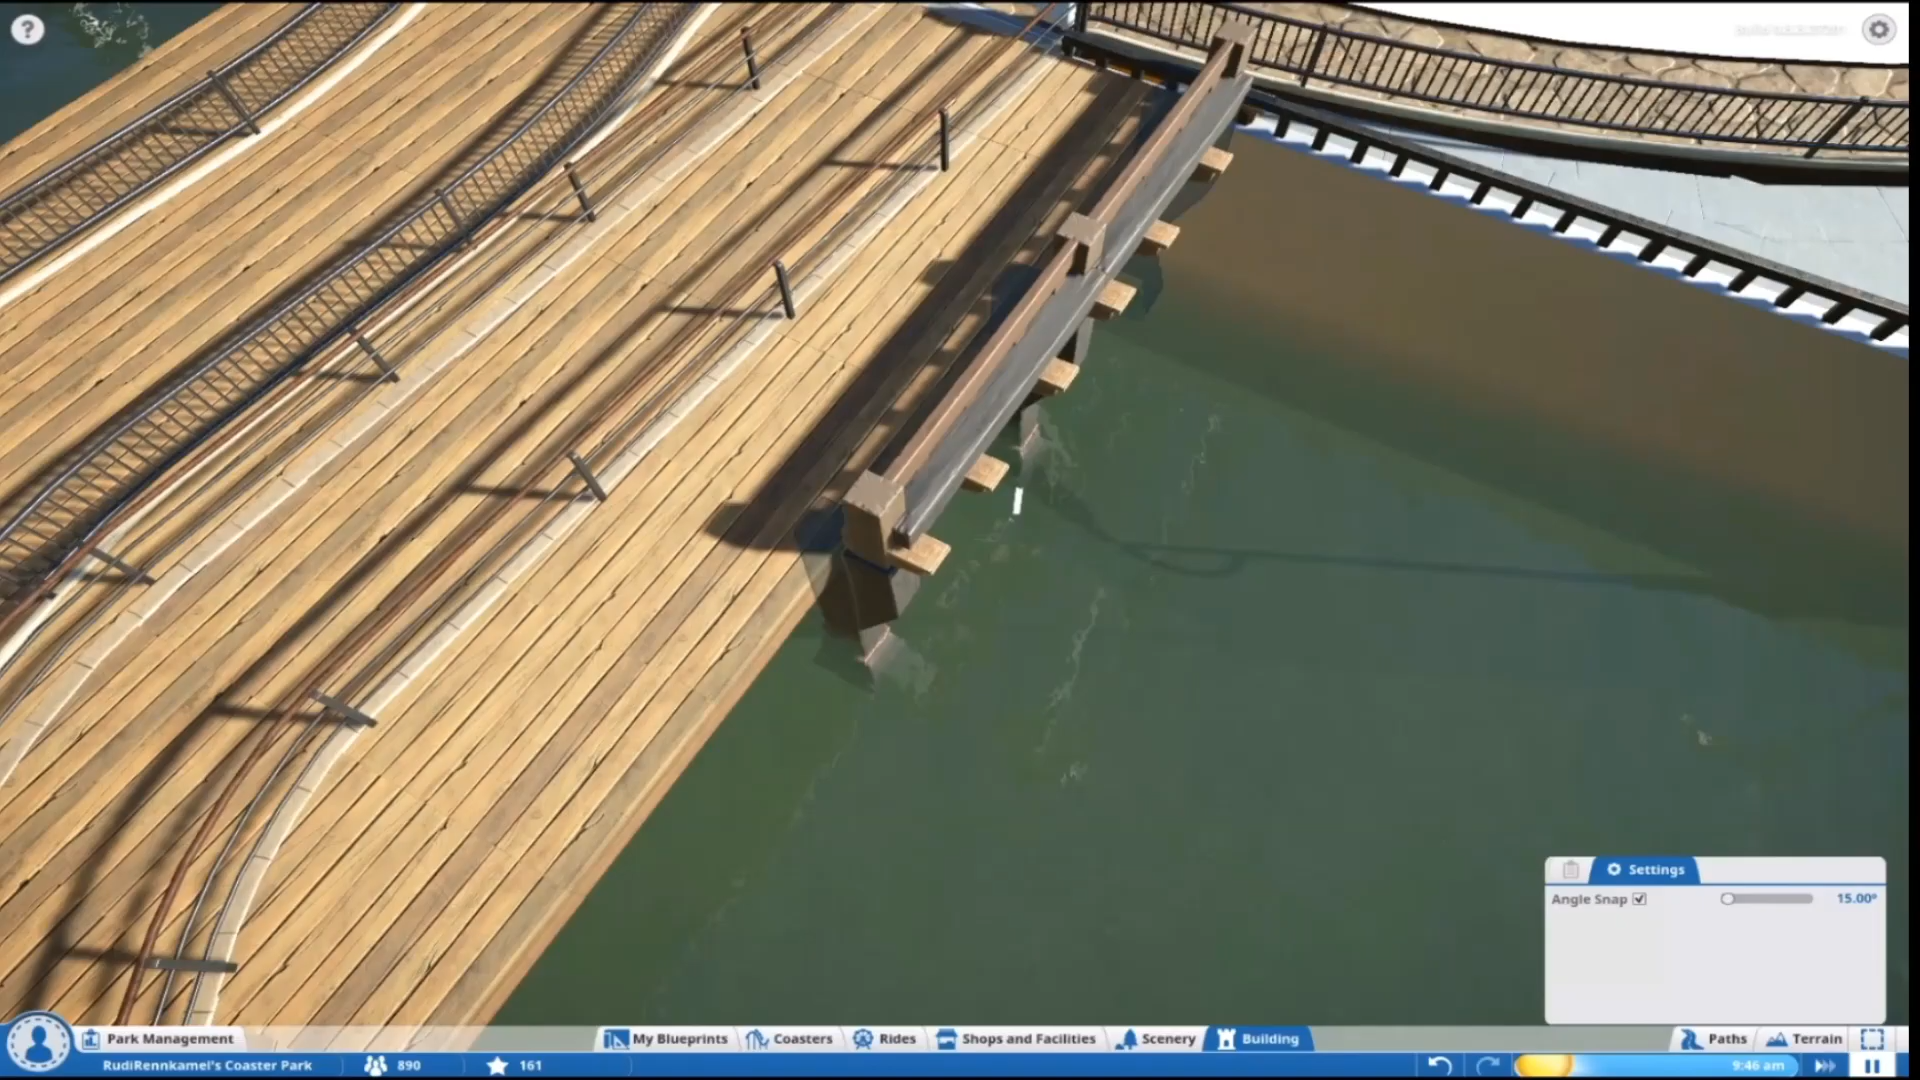 ?
Settings
Angle Snap 15.00°
Park Management My Blueprints Coasters Rides Shops and Facilities Scenery Building Paths Terrain
RudiRennkamel's Coaster Park 890 161 9:46 am